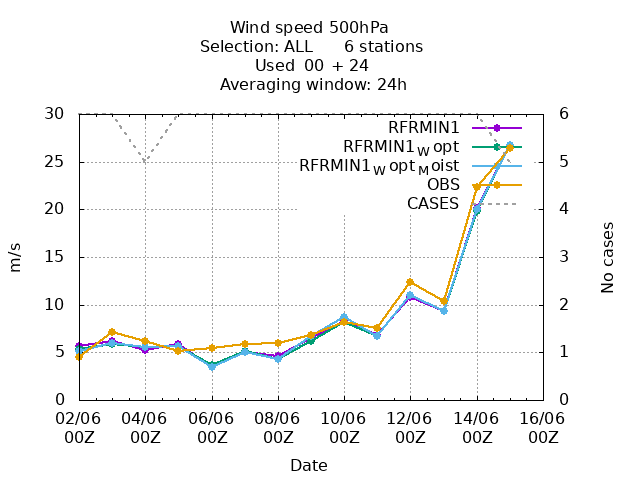 Wind speed 500hPa
Selection: ALL 6 stations
Used 00 + 24
Averaging window: 24h
30 6
RFRMIN1
RFRMIN1_W opt
25 5
RFRMIN1_W opt_M oist
OBS
CASES
20 4
m/s
15 3
No cases
10 2
5 1
0 0
02/06 04/06 06/06 08/06 10/06 12/06 14/06 16/06
00Z 00Z 00Z 00Z 00Z 00Z 00Z 00Z
Date